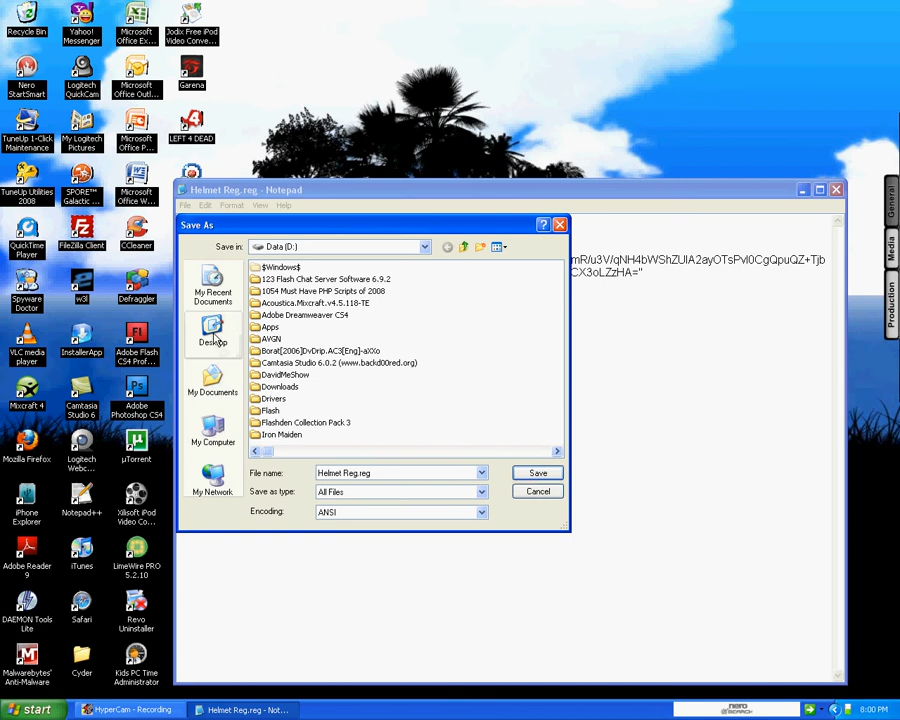 Recycle Bin
Yahoo!
Messenger
Microsoft
Office Ex...
Jodix Free iPod
Video Conve...
Nero
StartSmart
Logitech
QuickCam
Microsoft
Office Outl...
Garena
TuneUp 1-Click
Maintenance
My Logitech
Pictures
Microsoft
Office P...
LEFT 4 DEAD
TuneUp Utilities
2008
SPORE™
Galactic ...
Microsoft
Office W...
QuickTime
Player
FileZilla Client
CCleaner
Spyware
Doctor
w3l
Defraggler
VLC media
player
InstallerApp
Adobe Flash
CS4 Prof...
Mixcraft 4
Camtasia
Studio 6
Adobe
Photoshop CS4
Mozilla Firefox
Logitech
Webc...
µTorrent
iPhone
Explorer
Notepad++
Xilisoft iPod
Video Co...
Adobe Reader
9
iTunes
LimeWire PRO
5.2.10
DAEMON Tools
Lite
Safari
Revo
Uninstaller
Malwarebytes'
Anti-Malware
Cyder
Kids PC Time
Administrator
Helmet Reg.reg - Notepad
File Edit Format View Help
mR/u3V/qNH4bWShZUIA2ayOTsPvl0CgQpuQZ+Tjb
CX3oLZzHA="
Save As
Save in: Data (D:)
My Recent
Documents
Desktop
My Documents
My Computer
My Network
$Windows$
123 Flash Chat Server Software 6.9.2
1054 Must Have PHP Scripts of 2008
Acoustica.Mixcraft.v4.5.118-TE
Adobe Dreamweaver CS4
Apps
AVGN
Borat[2006]DvDrip.AC3[Eng]-aXXo
Camtasia Studio 6.0.2 (www.backd00red.org)
DavidMeShow
Downloads
Drivers
Flash
Flashden Collection Pack 3
Iron Maiden
File name: Helmet Reg.reg Save
Save as type: All Files Cancel
Encoding: ANSI
General
Media
Production
start
HyperCam - Recording
Helmet Reg.reg - Not...
nero
SEARCH
8:00 PM